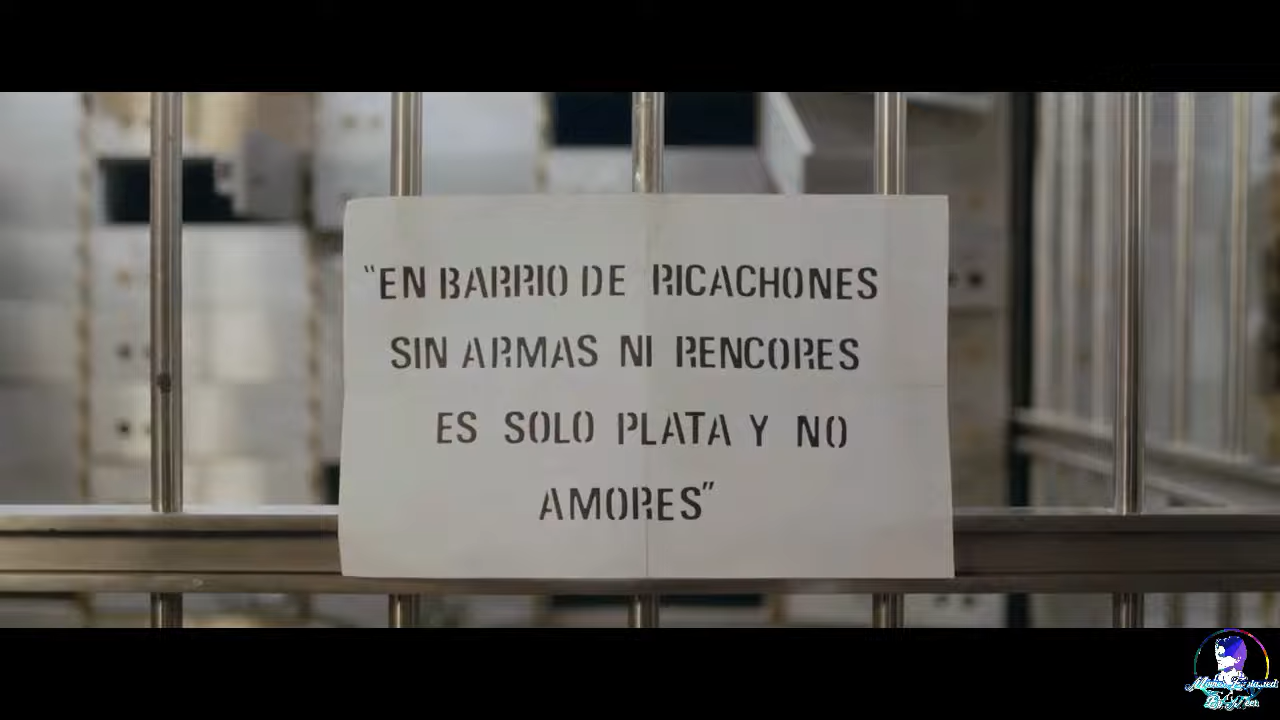 "EN BARRIO DE RICACHONES
SIN ARMAS NI RENCORES
ES SOLO PLATA Y NO
AMORES"